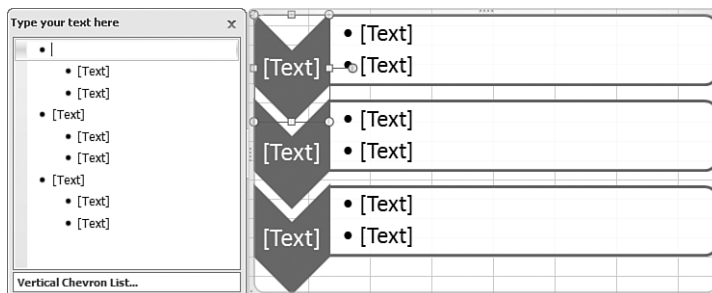 Type your text here x
•
• [Text]
• [Text]
• [Text]
• [Text]
• [Text]
• [Text]
• [Text]
• [Text]
Vertical Chevron List...
[Text]
• [Text]
• [Text]
[Text]
• [Text]
• [Text]
[Text]
• [Text]
• [Text]